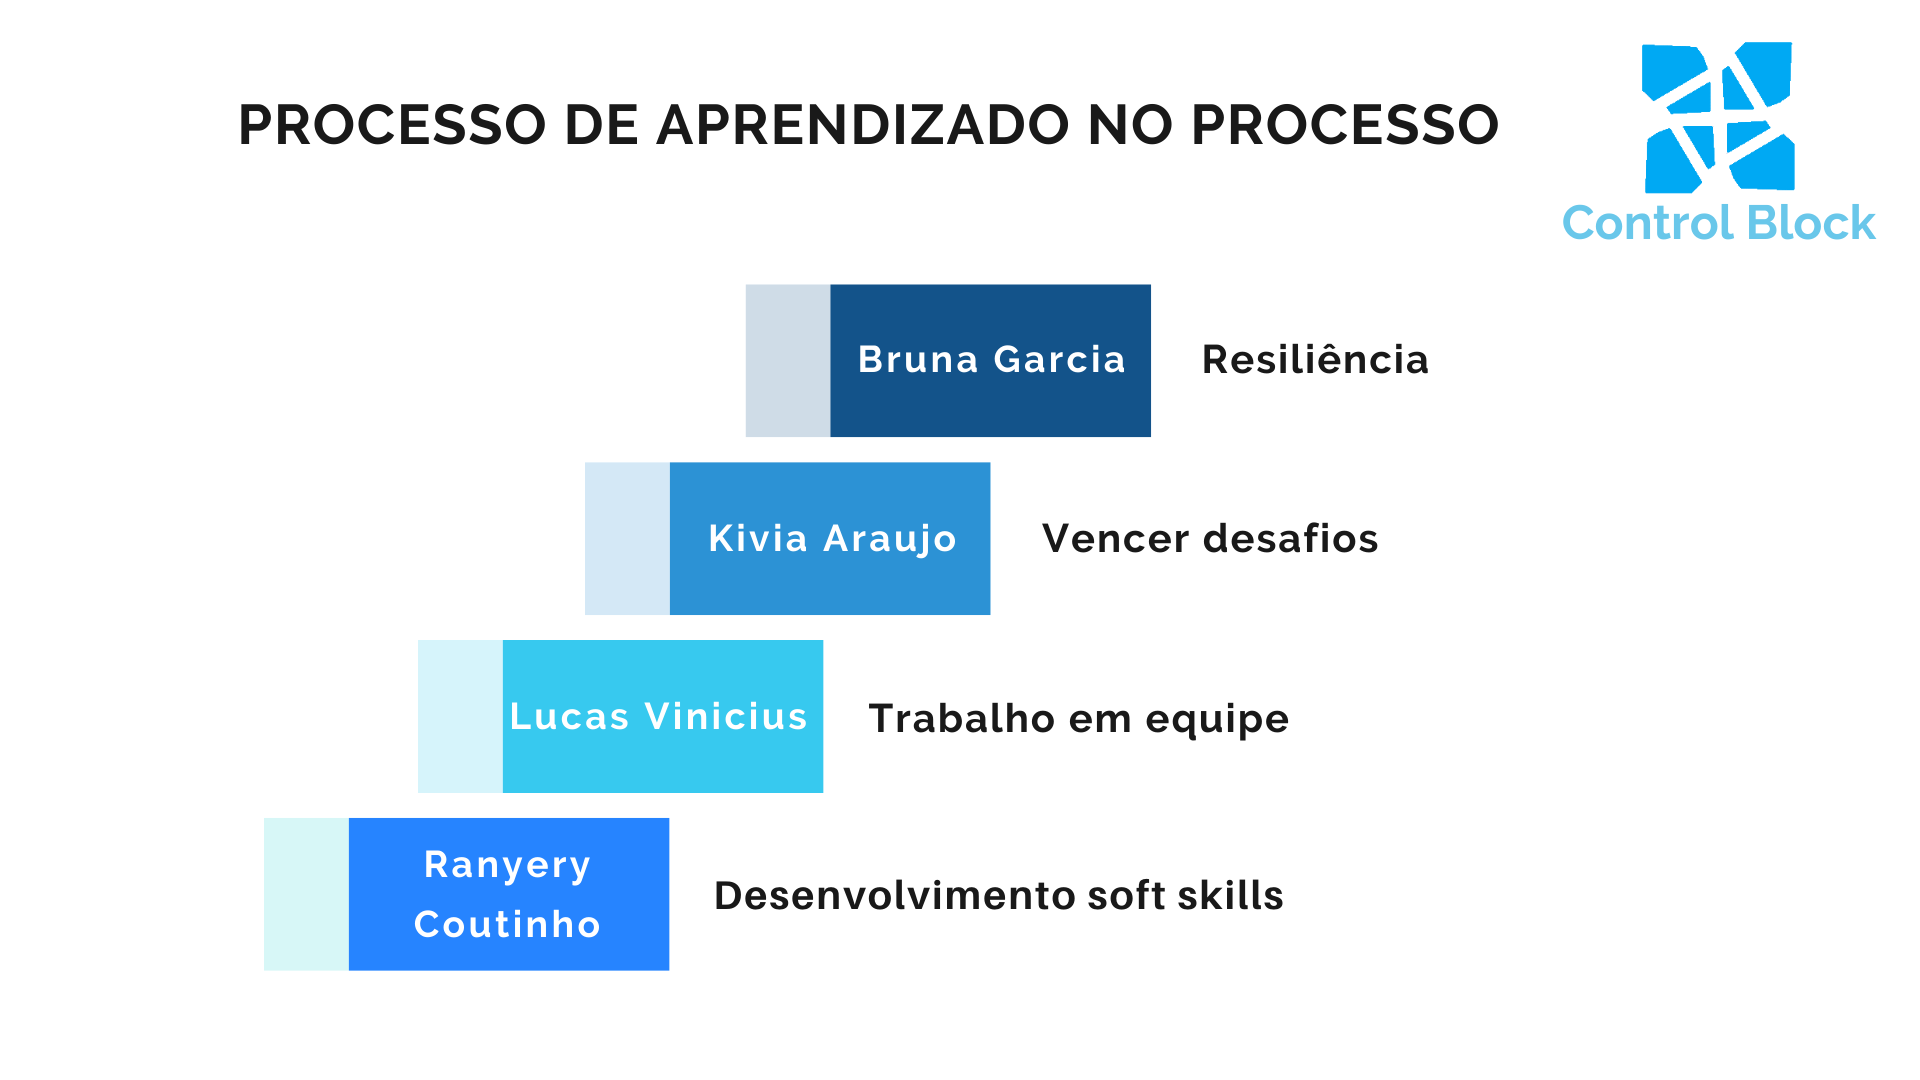 PROCESSO DE APRENDIZADO NO PROCESSO
Control Block
Bruna Garcia
Resiliência
Kivia Araujo
Vencer desafios
Lucas Vinicius
Trabalho em equipe
Ranyery
Coutinho
Desenvolvimento soft skills